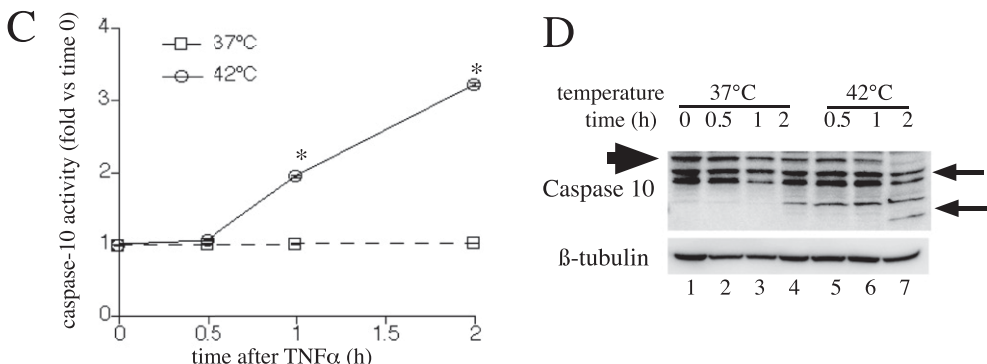 C
caspase-10 activity (fold vs time 0)
4
3
2
1
0
37°C
42°C
*
*
0 0.5 1 1.5 2
time after TNFα (h)
D
temperature 37°C 42°C
time (h) 0 0.5 1 2 0.5 1 2
Caspase 10
ß-tubulin
1 2 3 4 5 6 7